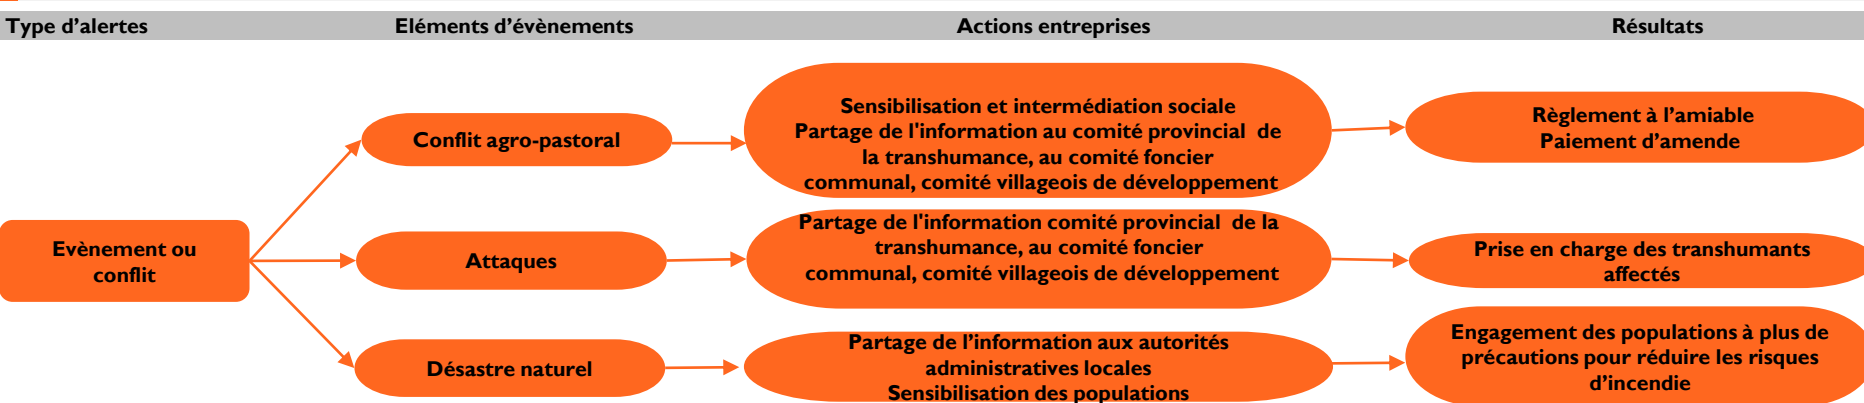 Type d’alertes
Eléments d’évènements
Actions entreprises
Résultats
Evènement ou
conflit
Conflit agro-pastoral
Sensibilisation et intermédiation sociale
Partage de l'information au comité provincial de
la transhumance, au comité foncier
communal, comité villageois de développement
Règlement à l’amiable
Paiement d’amende
Attaques
Partage de l'information comité provincial de la
transhumance, au comité foncier
communal, comité villageois de développement
Prise en charge des transhumants
affectés
Désastre naturel
Partage de l’information aux autorités
administratives locales
Sensibilisation des populations
Engagement des populations à plus de
précautions pour réduire les risques
d’incendie